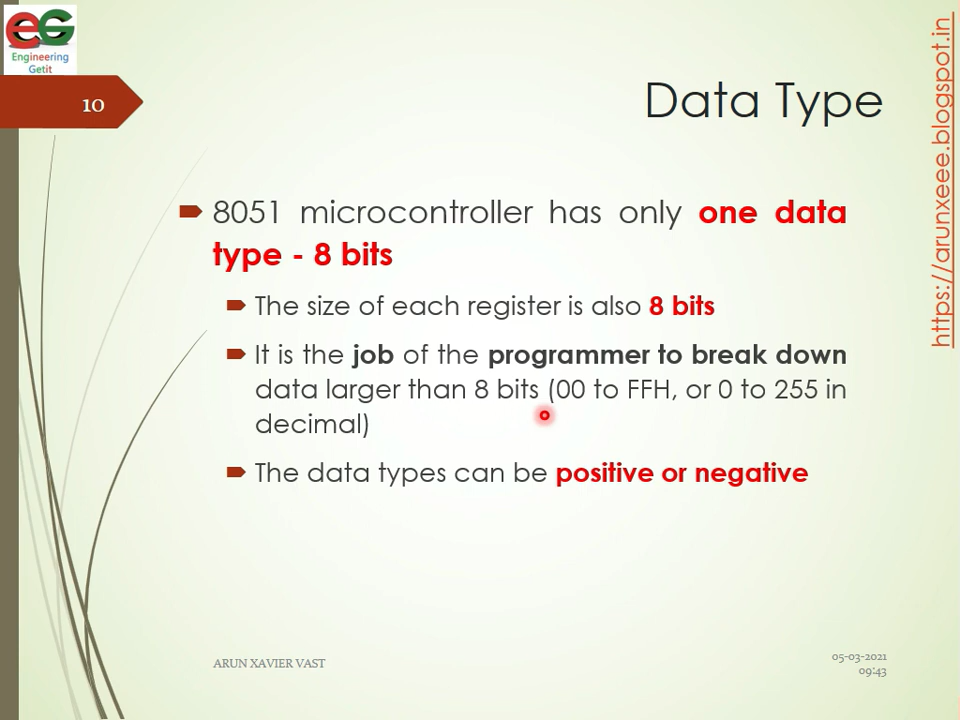 eG
Engineering
Getit
10
Data Type
https://arunxeee.blogspot.in
8051 microcontroller has only one data
type - 8 bits
The size of each register is also 8 bits
It is the job of the programmer to break down
data larger than 8 bits (00 to FFH, or 0 to 255 in
decimal)
The data types can be positive or negative
ARUN XAVIER VAST
05-03-2021
09:43